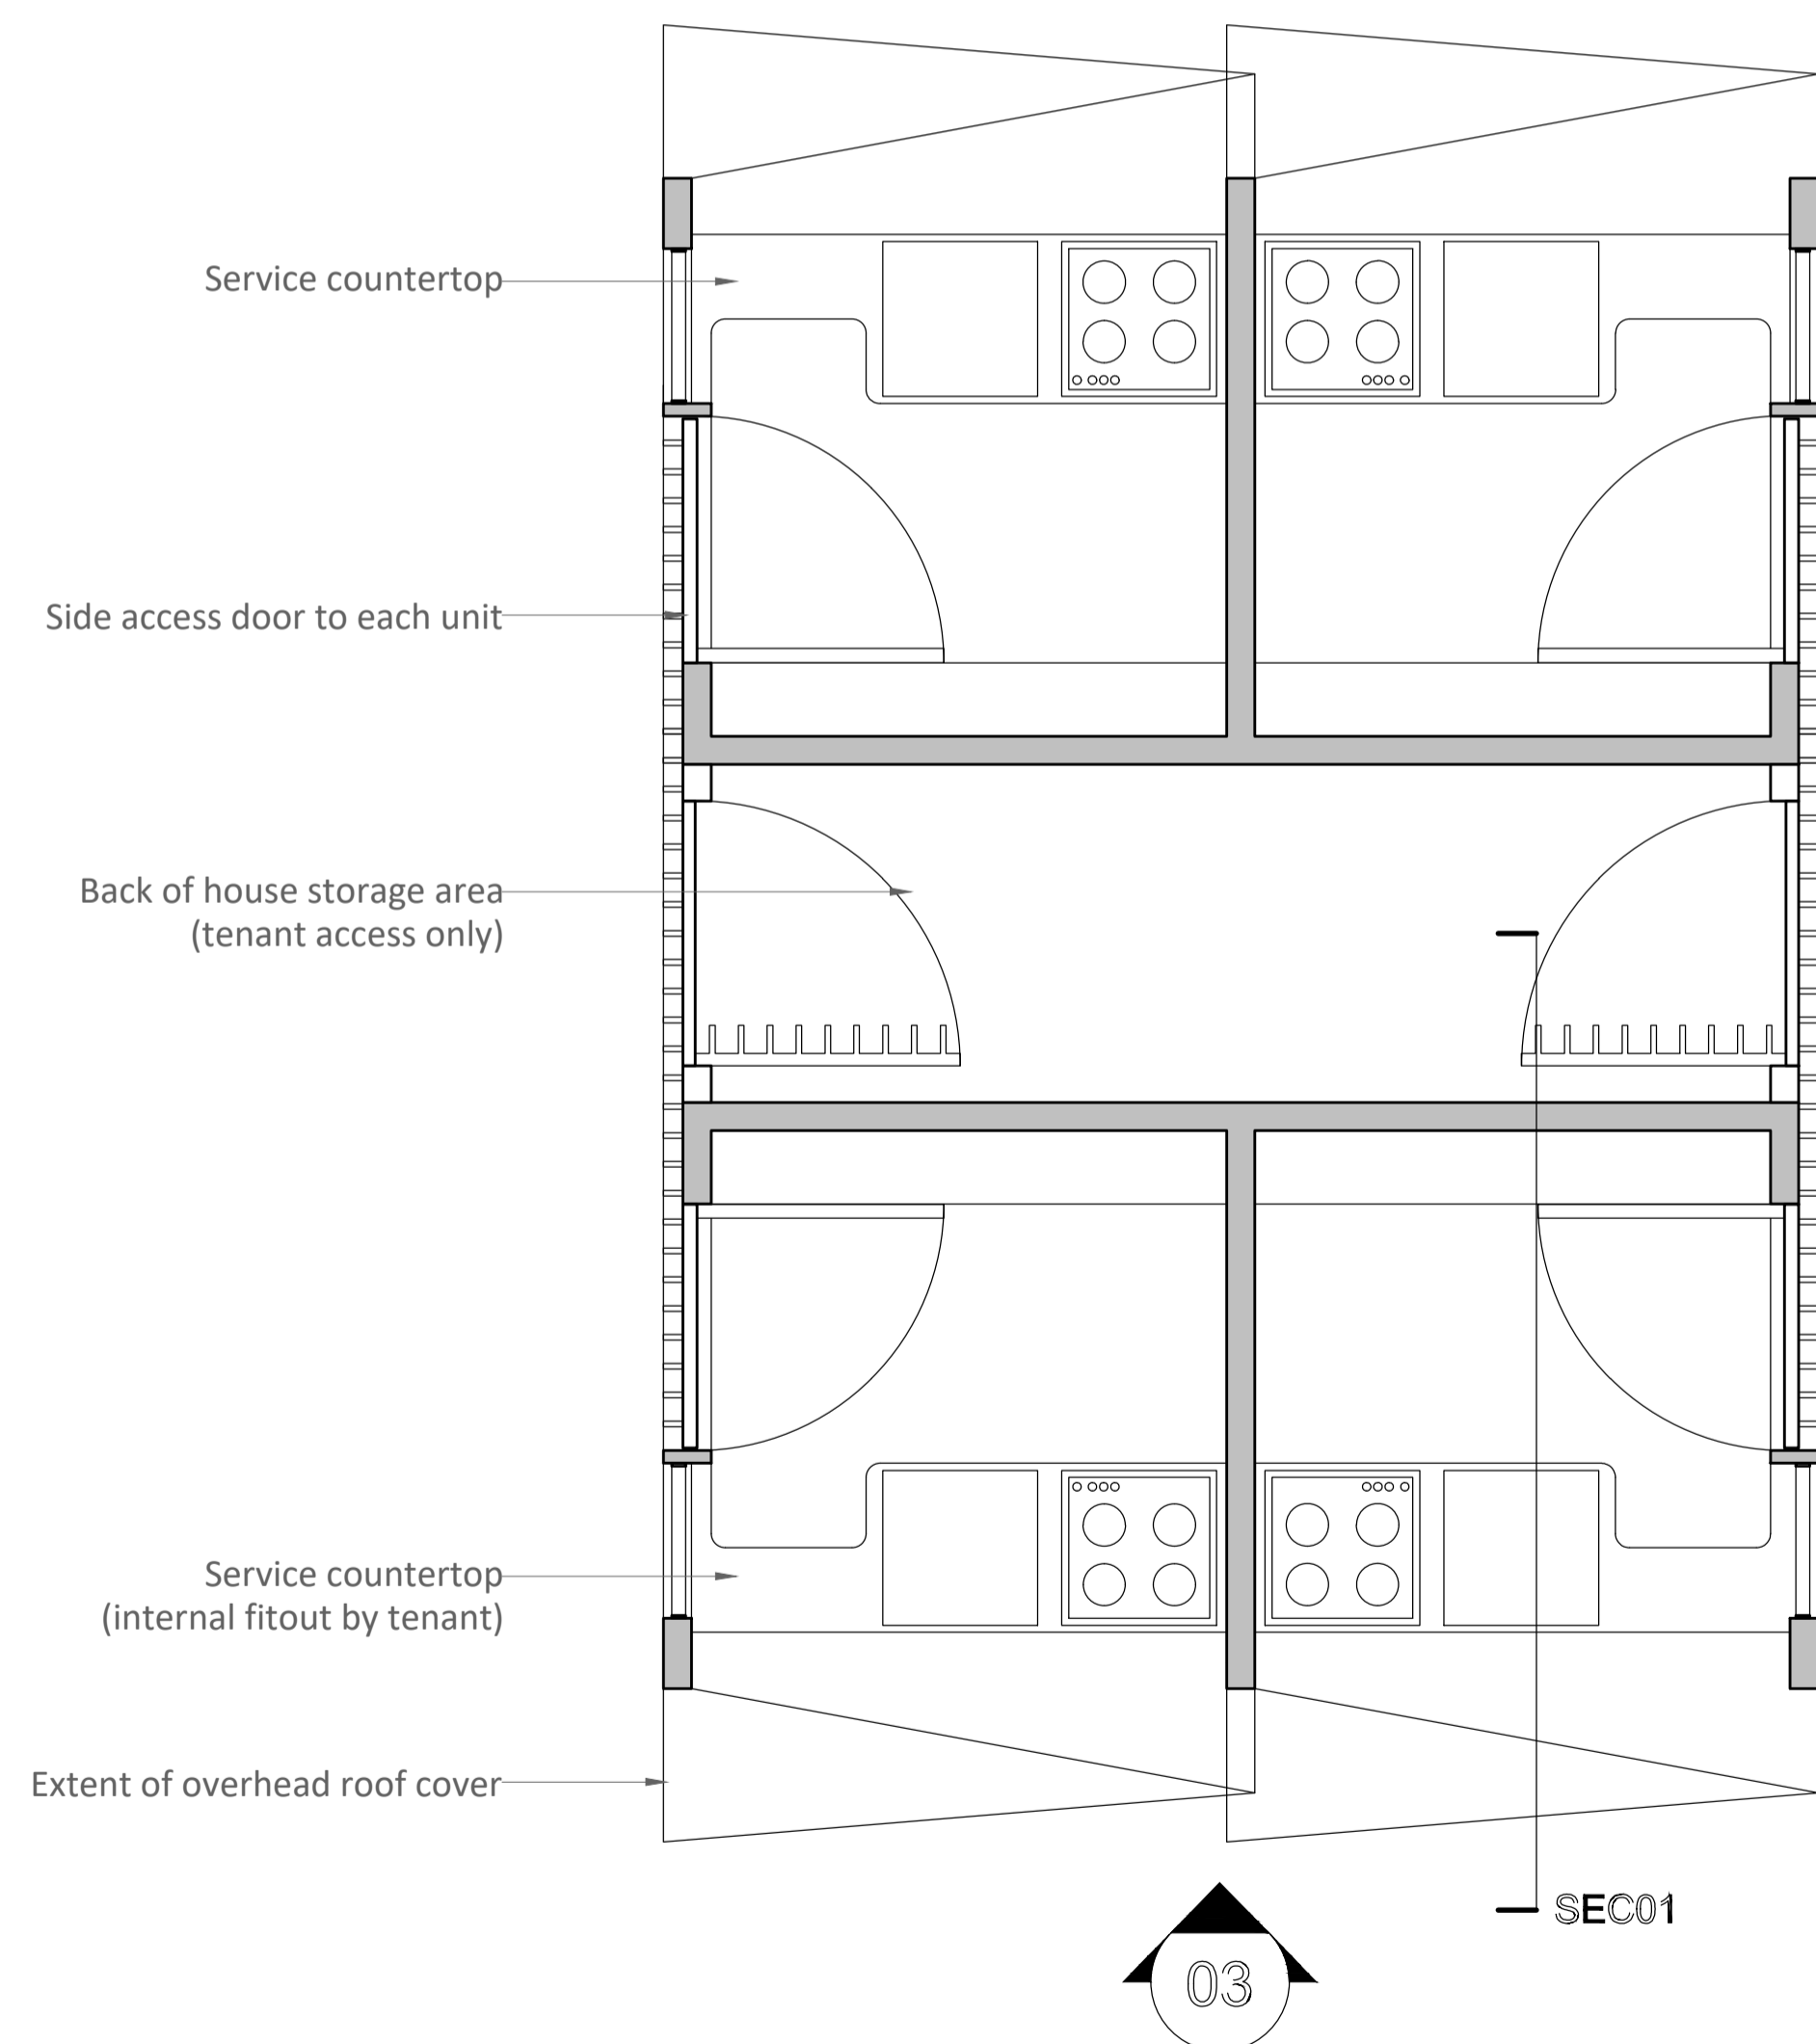 Service countertop
Side access door to each unit
Back of house storage area
(tenant access only)
Service countertop
(internal fitout by tenant)
Extent of overhead roof cover
SEC01
03